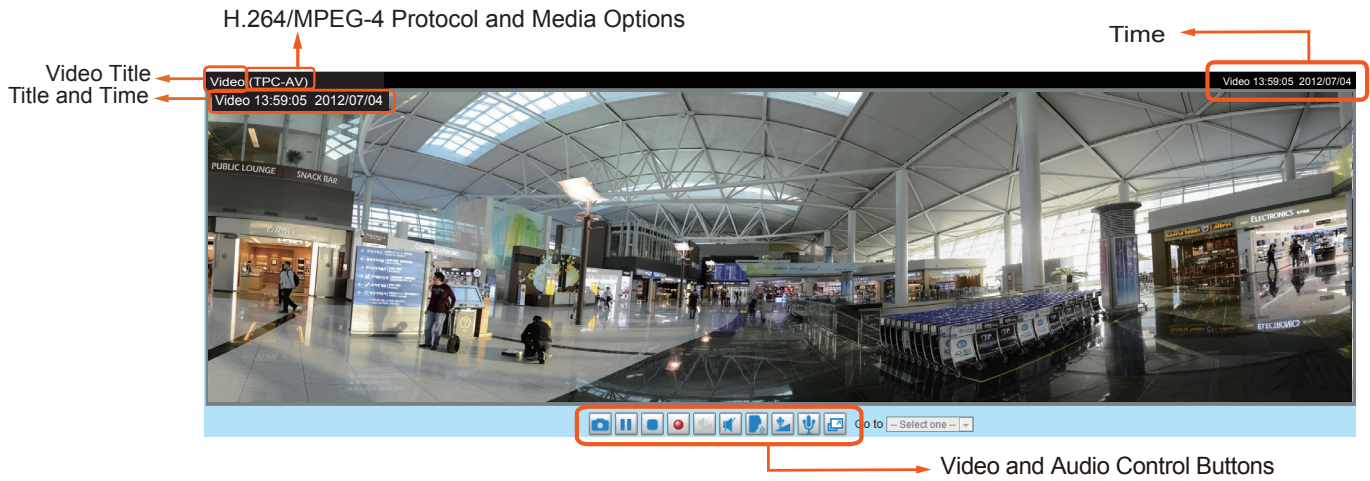 H.264/MPEG-4 Protocol and Media Options
Time
Video Title
Video (TPC-AV)
Video 13:59:05 2012/07/04
Title and Time
Video 13:59:05 2012/07/04
PUBLIC LOUNGE
SNACK BAR
Cartier
ELECTRONICS
Go to
-- Select one --
Video and Audio Control Buttons